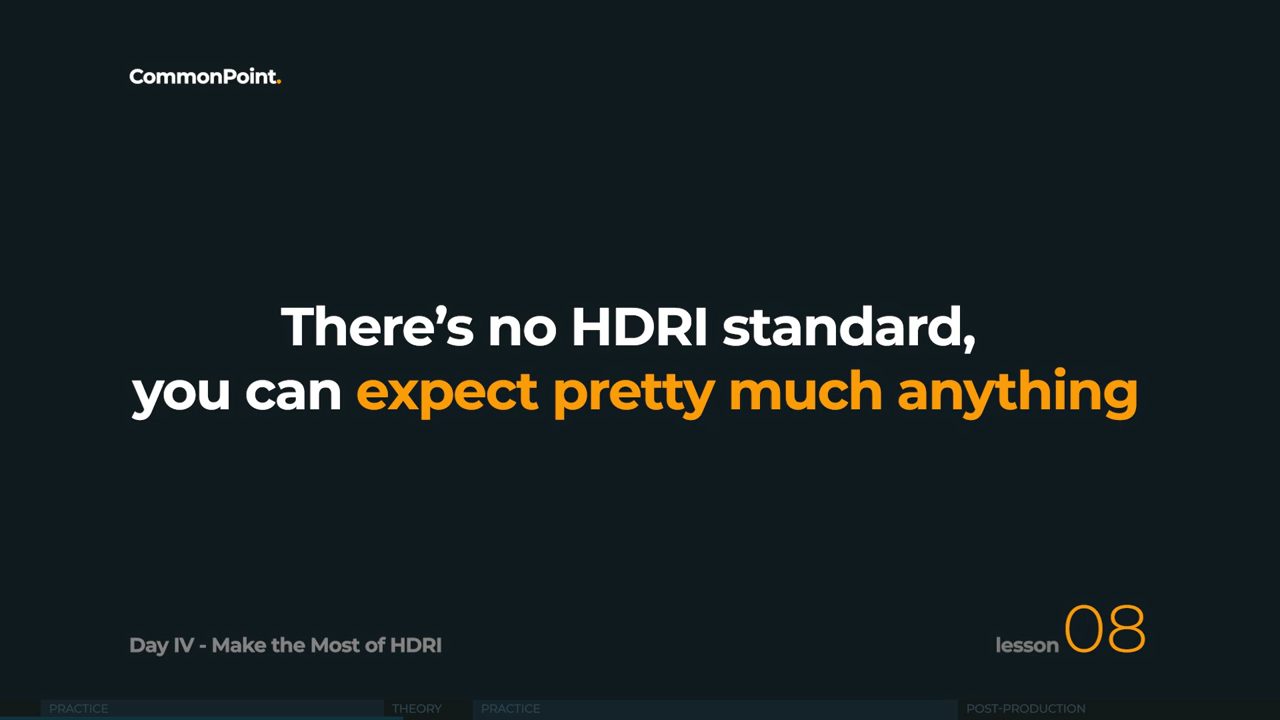 CommonPoint.
There’s no HDRI standard,
you can expect pretty much anything
Day IV - Make the Most of HDRI
lesson 08
PRACTICE THEORY PRACTICE POST-PRODUCTION